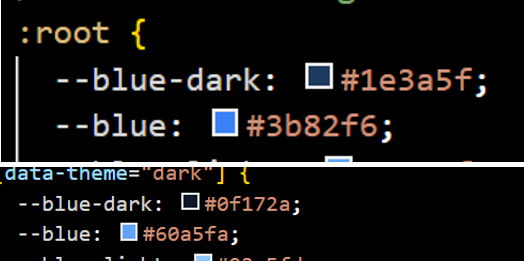 :root {
--blue-dark: #1e3a5f;
--blue: #3b82f6;
[data-theme="dark"] {
--blue-dark: #0f172a;
--blue: #60a5fa;